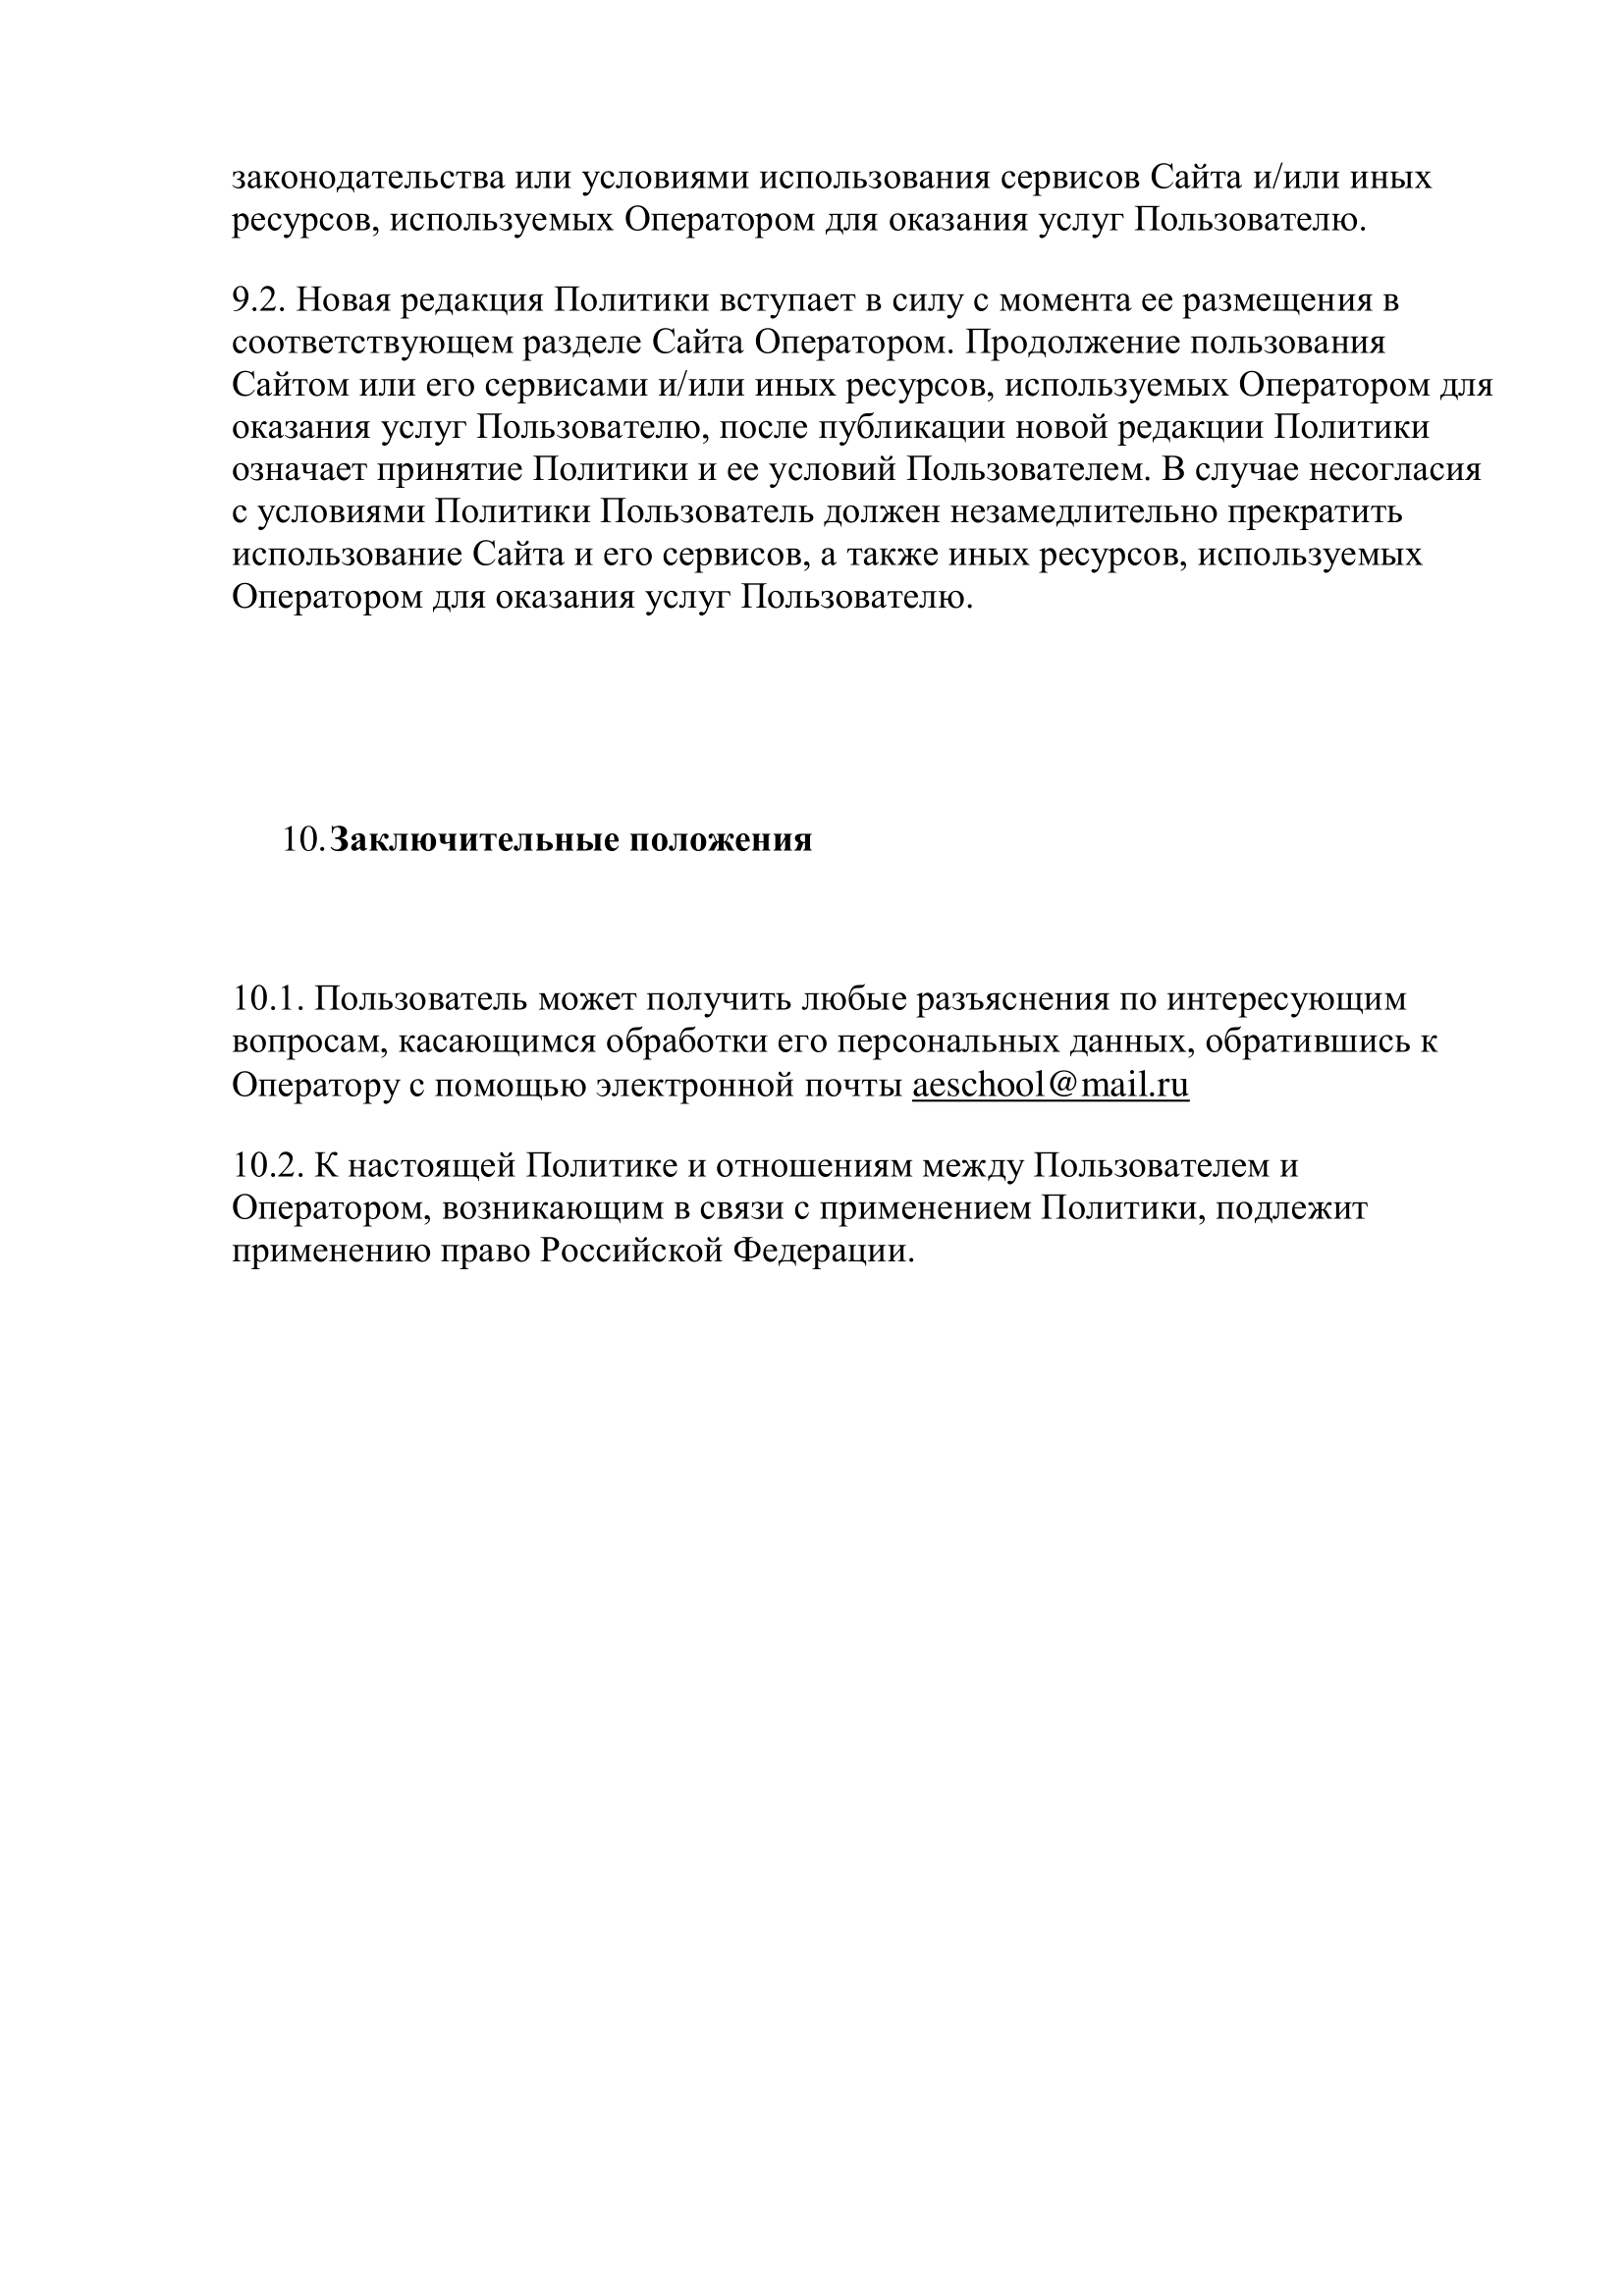 законодательства или условиями использования сервисов Сайта и/или иных
ресурсов, используемых Оператором для оказания услуг Пользователю.
9.2. Новая редакция Политики вступает в силу с момента ее размещения в
соответствующем разделе Сайта Оператором. Продолжение пользования
Сайтом или его сервисами и/или иных ресурсов, используемых Оператором для
оказания услуг Пользователю, после публикации новой редакции Политики
означает принятие Политики и ее условий Пользователем. В случае несогласия
с условиями Политики Пользователь должен незамедлительно прекратить
использование Сайта и его сервисов, а также иных ресурсов, используемых
Оператором для оказания услуг Пользователю.
10. Заключительные положения
10.1. Пользователь может получить любые разъяснения по интересующим
вопросам, касающимся обработки его персональных данных, обратившись к
Оператору с помощью электронной почты aeschool@mail.ru
10.2. К настоящей Политике и отношениям между Пользователем и
Оператором, возникающим в связи с применением Политики, подлежит
применению право Российской Федерации.